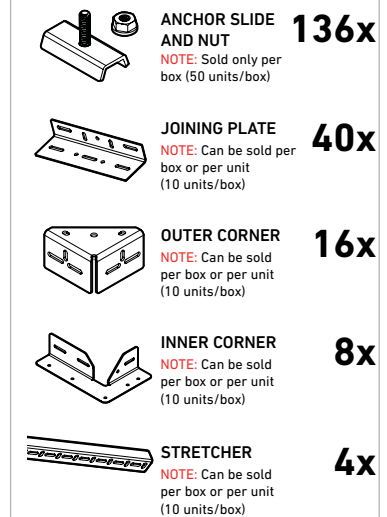 ANCHOR SLIDE
AND NUT
136x
NOTE: Sold only per
box (50 units/box)
JOINING PLATE
40x
NOTE: Can be sold per
box or per unit
(10 units/box)
OUTER CORNER
16x
NOTE: Can be sold
per box or per unit
(10 units/box)
INNER CORNER
8x
NOTE: Can be sold
per box or per unit
(10 units/box)
STRETCHER
4x
NOTE: Can be sold
per box or per unit
(10 units/box)